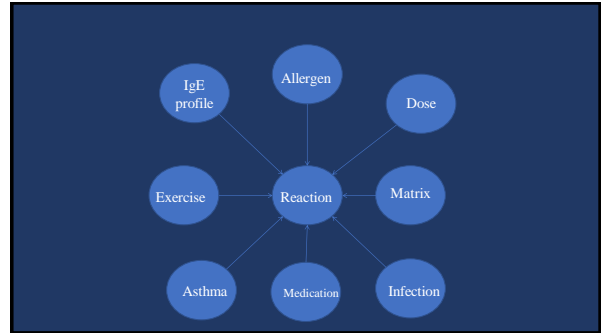 Allergen
IgE
profile
Dose
Exercise
Reaction
Matrix
Asthma
Medication
Infection